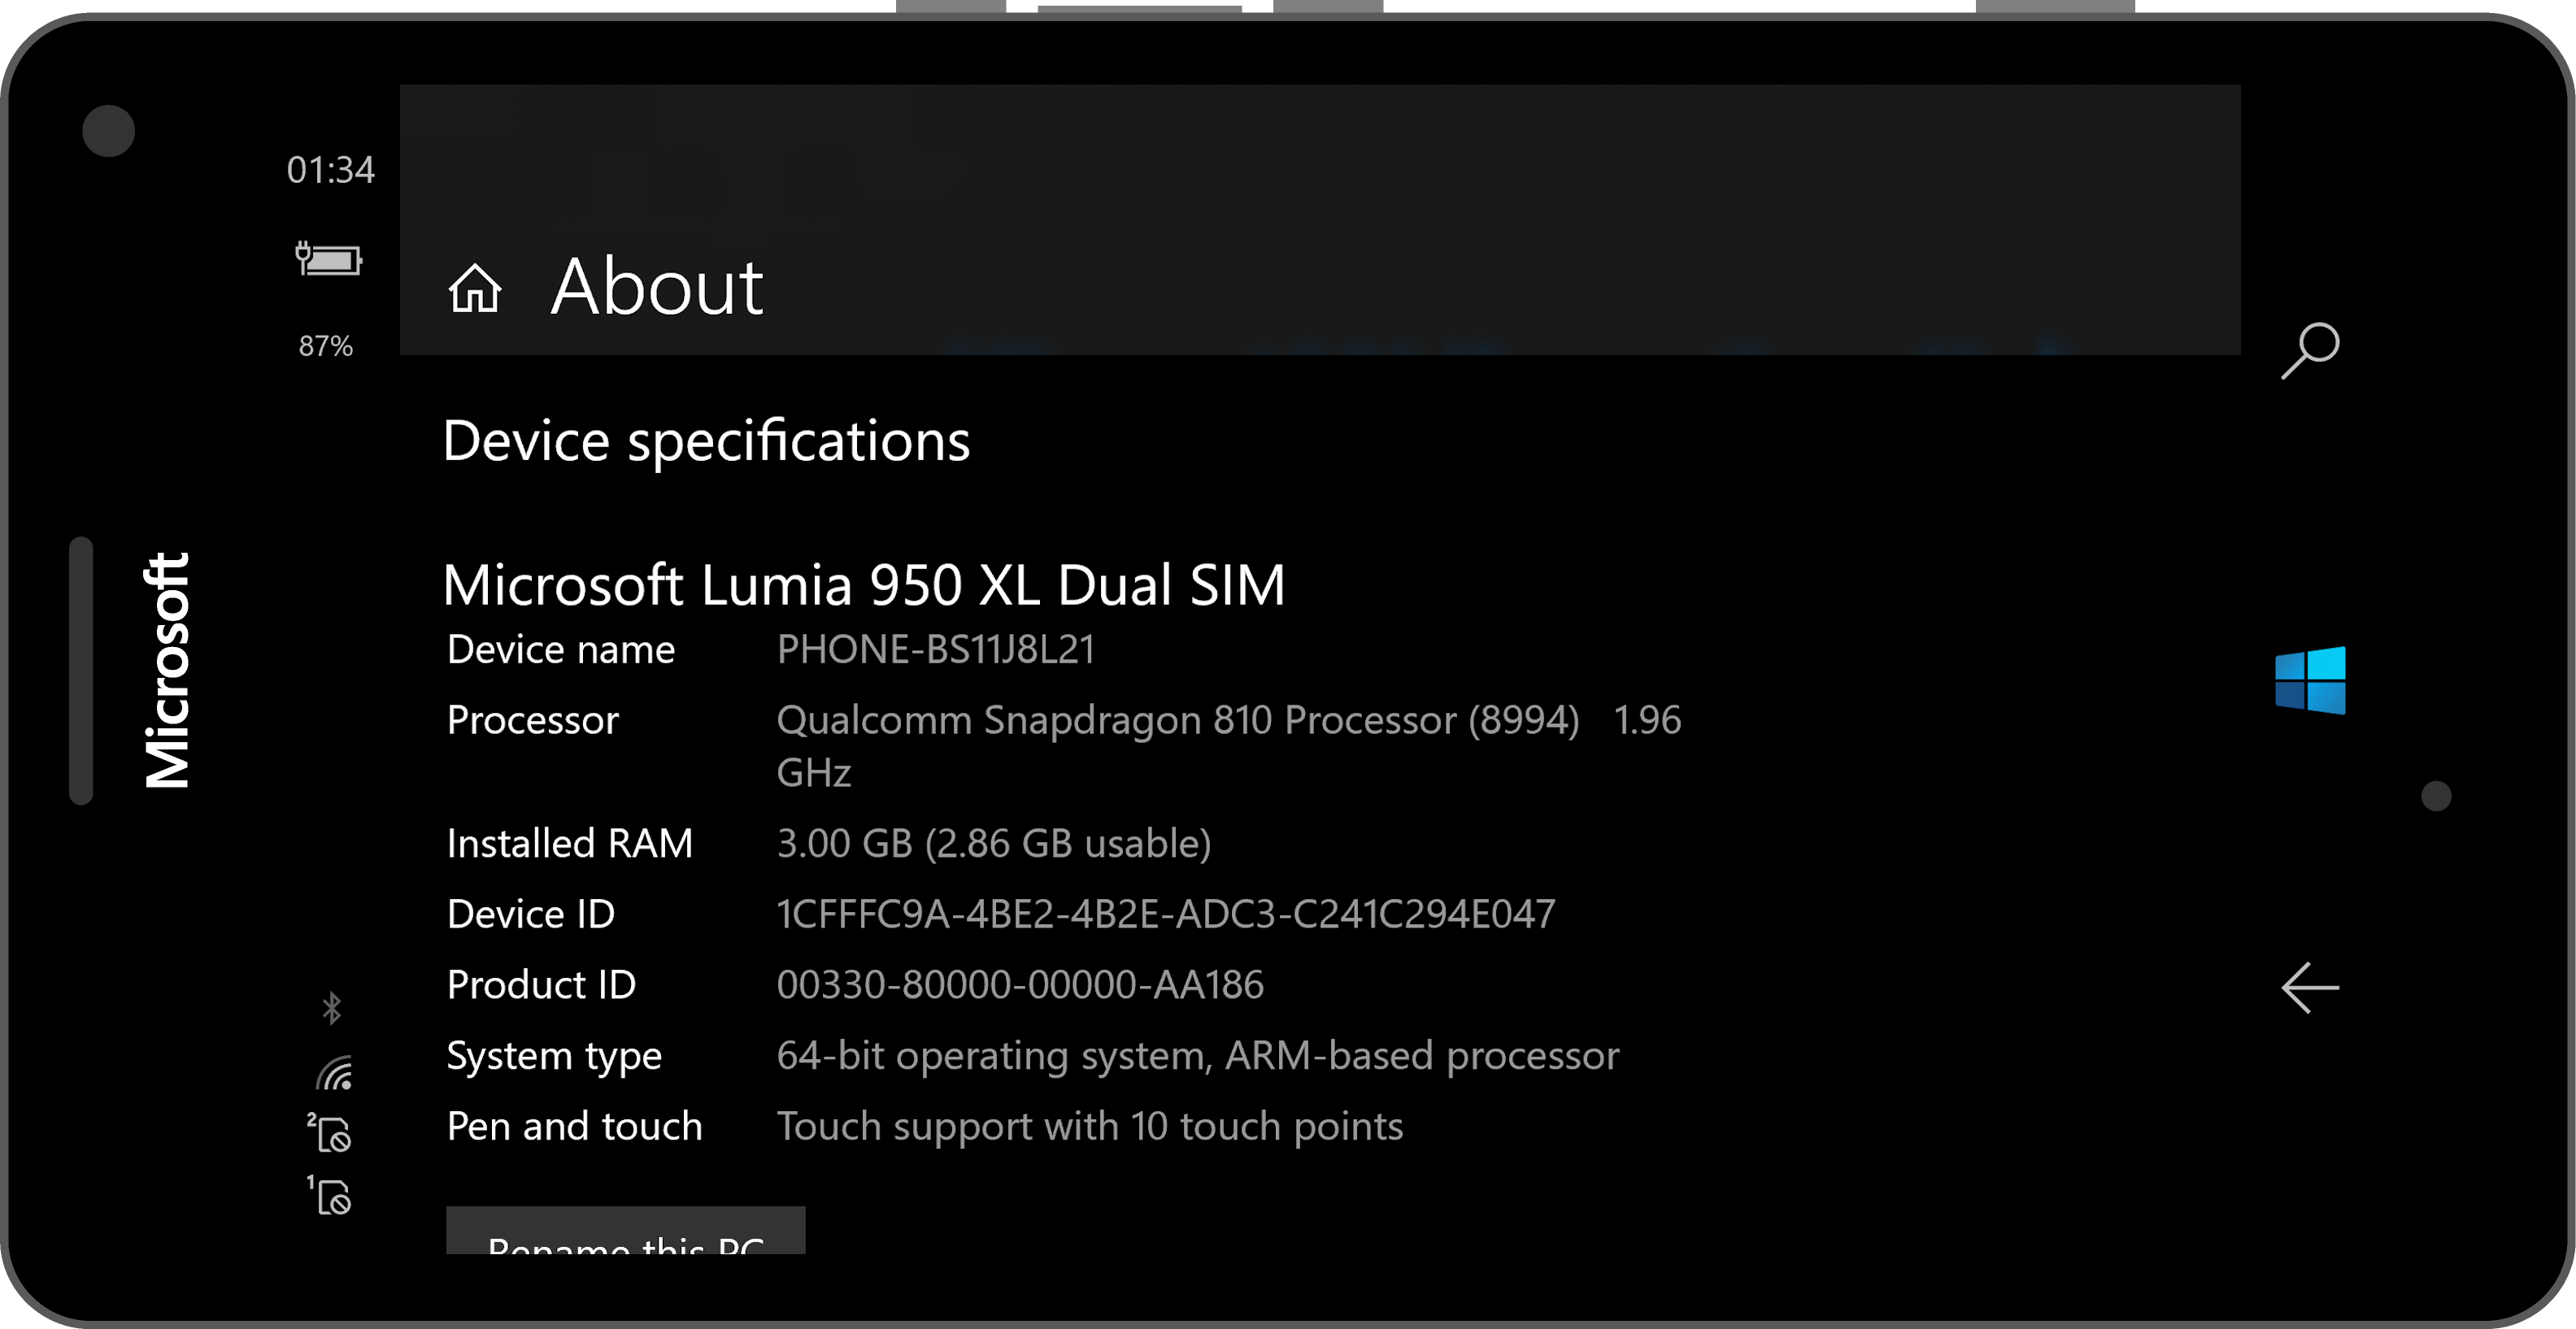 01:34
87%
Microsoft
About
Device specifications
Microsoft Lumia 950 XL Dual SIM
Device name PHONE-BS11J8L21
Processor Qualcomm Snapdragon 810 Processor (8994) 1.96
GHz
Installed RAM 3.00 GB (2.86 GB usable)
Device ID 1CFFFC9A-4BE2-4B2E-ADC3-C241C294E047
Product ID 00330-80000-00000-AA186
System type 64-bit operating system, ARM-based processor
Pen and touch Touch support with 10 touch points
2
1
Rename this PC